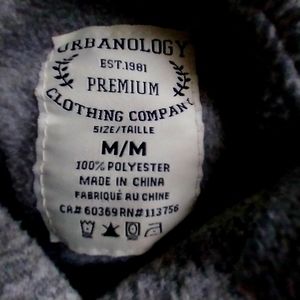 URBANOLOGY
EST.1981
PREMIUM
CLOTHING COMPANY
SIZE/TAILLE
M/M
100% POLYESTER
MADE IN CHINA
FABRIQUÉ AU CHINE
CA# 60369 RN# 113756